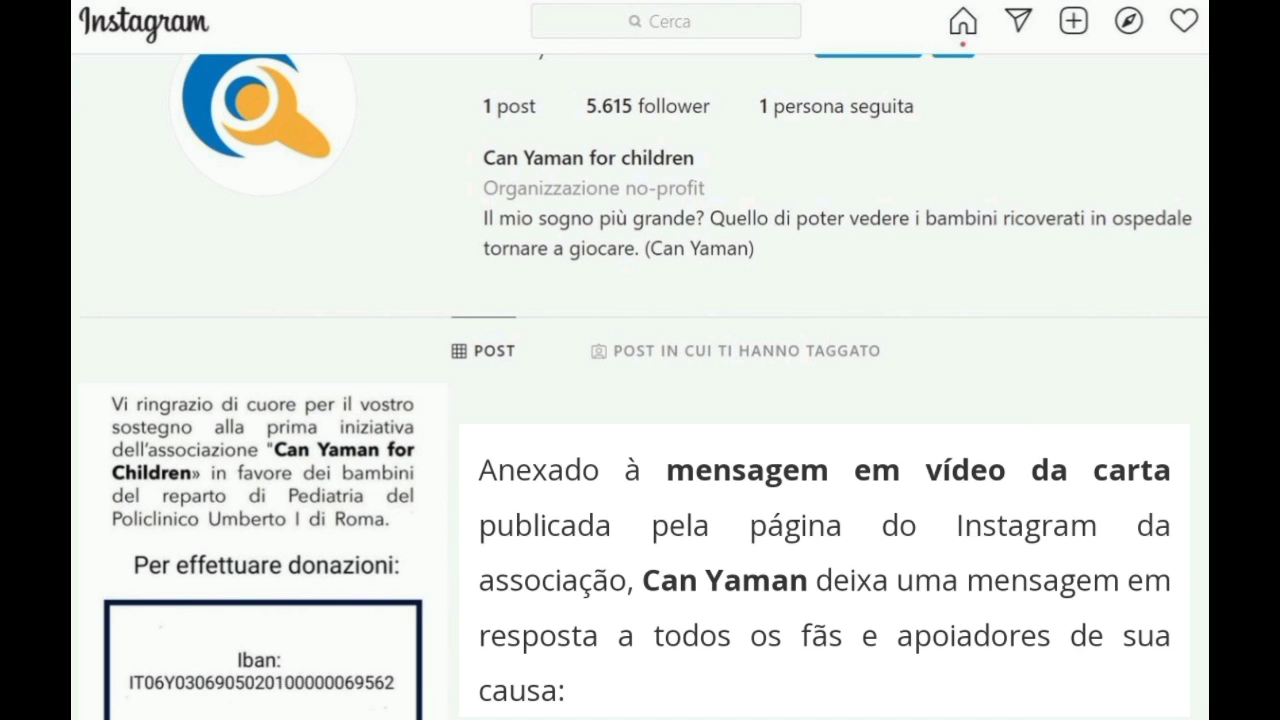 Instagram
Cerca
1 post 5.615 follower 1 persona seguita
Can Yaman for children
Organizzazione no-profit
Il mio sogno più grande? Quello di poter vedere i bambini ricoverati in ospedale
tornare a giocare. (Can Yaman)
POST POST IN CUI TI HANNO TAGGATO
Vi ringrazio di cuore per il vostro
sostegno alla prima iniziativa
dell'associazione "Can Yaman for
Children» in favore dei bambini
del reparto di Pediatria del
Policlinico Umberto I di Roma.
Per effettuare donazioni:
Iban:
IT06Y0306905020100000069562
Anexado à mensagem em vídeo da carta
publicada pela página do Instagram da
associação, Can Yaman deixa uma mensagem em
resposta a todos os fãs e apoiadores de sua
causa: